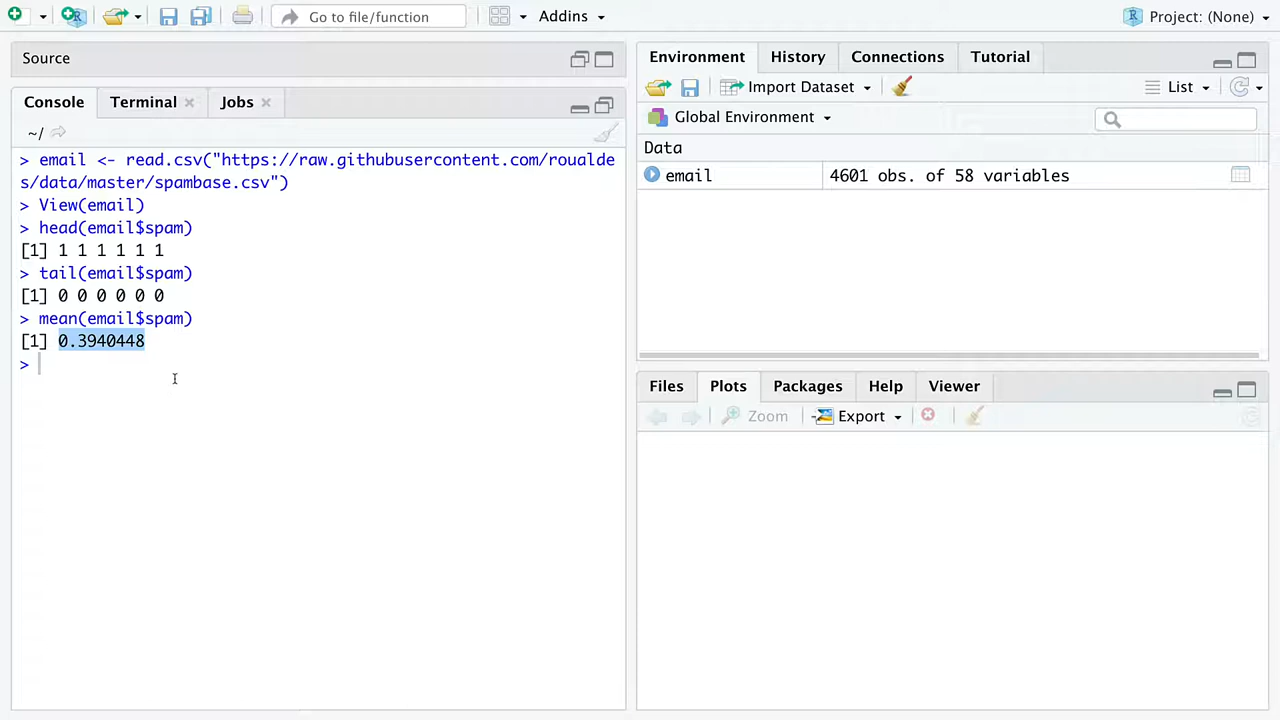 Go to file/function
Addins
Project: (None)
Source
Console Terminal Jobs
~/
> email <- read.csv("https://raw.githubusercontent.com/roualde
s/data/master/spambase.csv")
> View(email)
> head(email$spam)
[1] 1 1 1 1 1 1
> tail(email$spam)
[1] 0 0 0 0 0 0
> mean(email$spam)
[1] 0.3940448
>
Environment History Connections Tutorial
Import Dataset
List
Global Environment
Data
email 4601 obs. of 58 variables
Files Plots Packages Help Viewer
Zoom Export